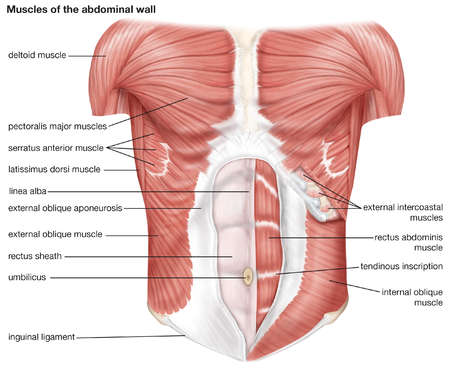 Muscles of the abdominal wall
deltoid muscle
pectoralis major muscles
serratus anterior muscle
latissimus dorsi muscle
linea alba
external oblique aponeurosis
external oblique muscle
rectus sheath
umbilicus
inguinal ligament
external intercoastal
muscles
rectus abdominis
muscle
tendinous inscription
internal oblique
muscle